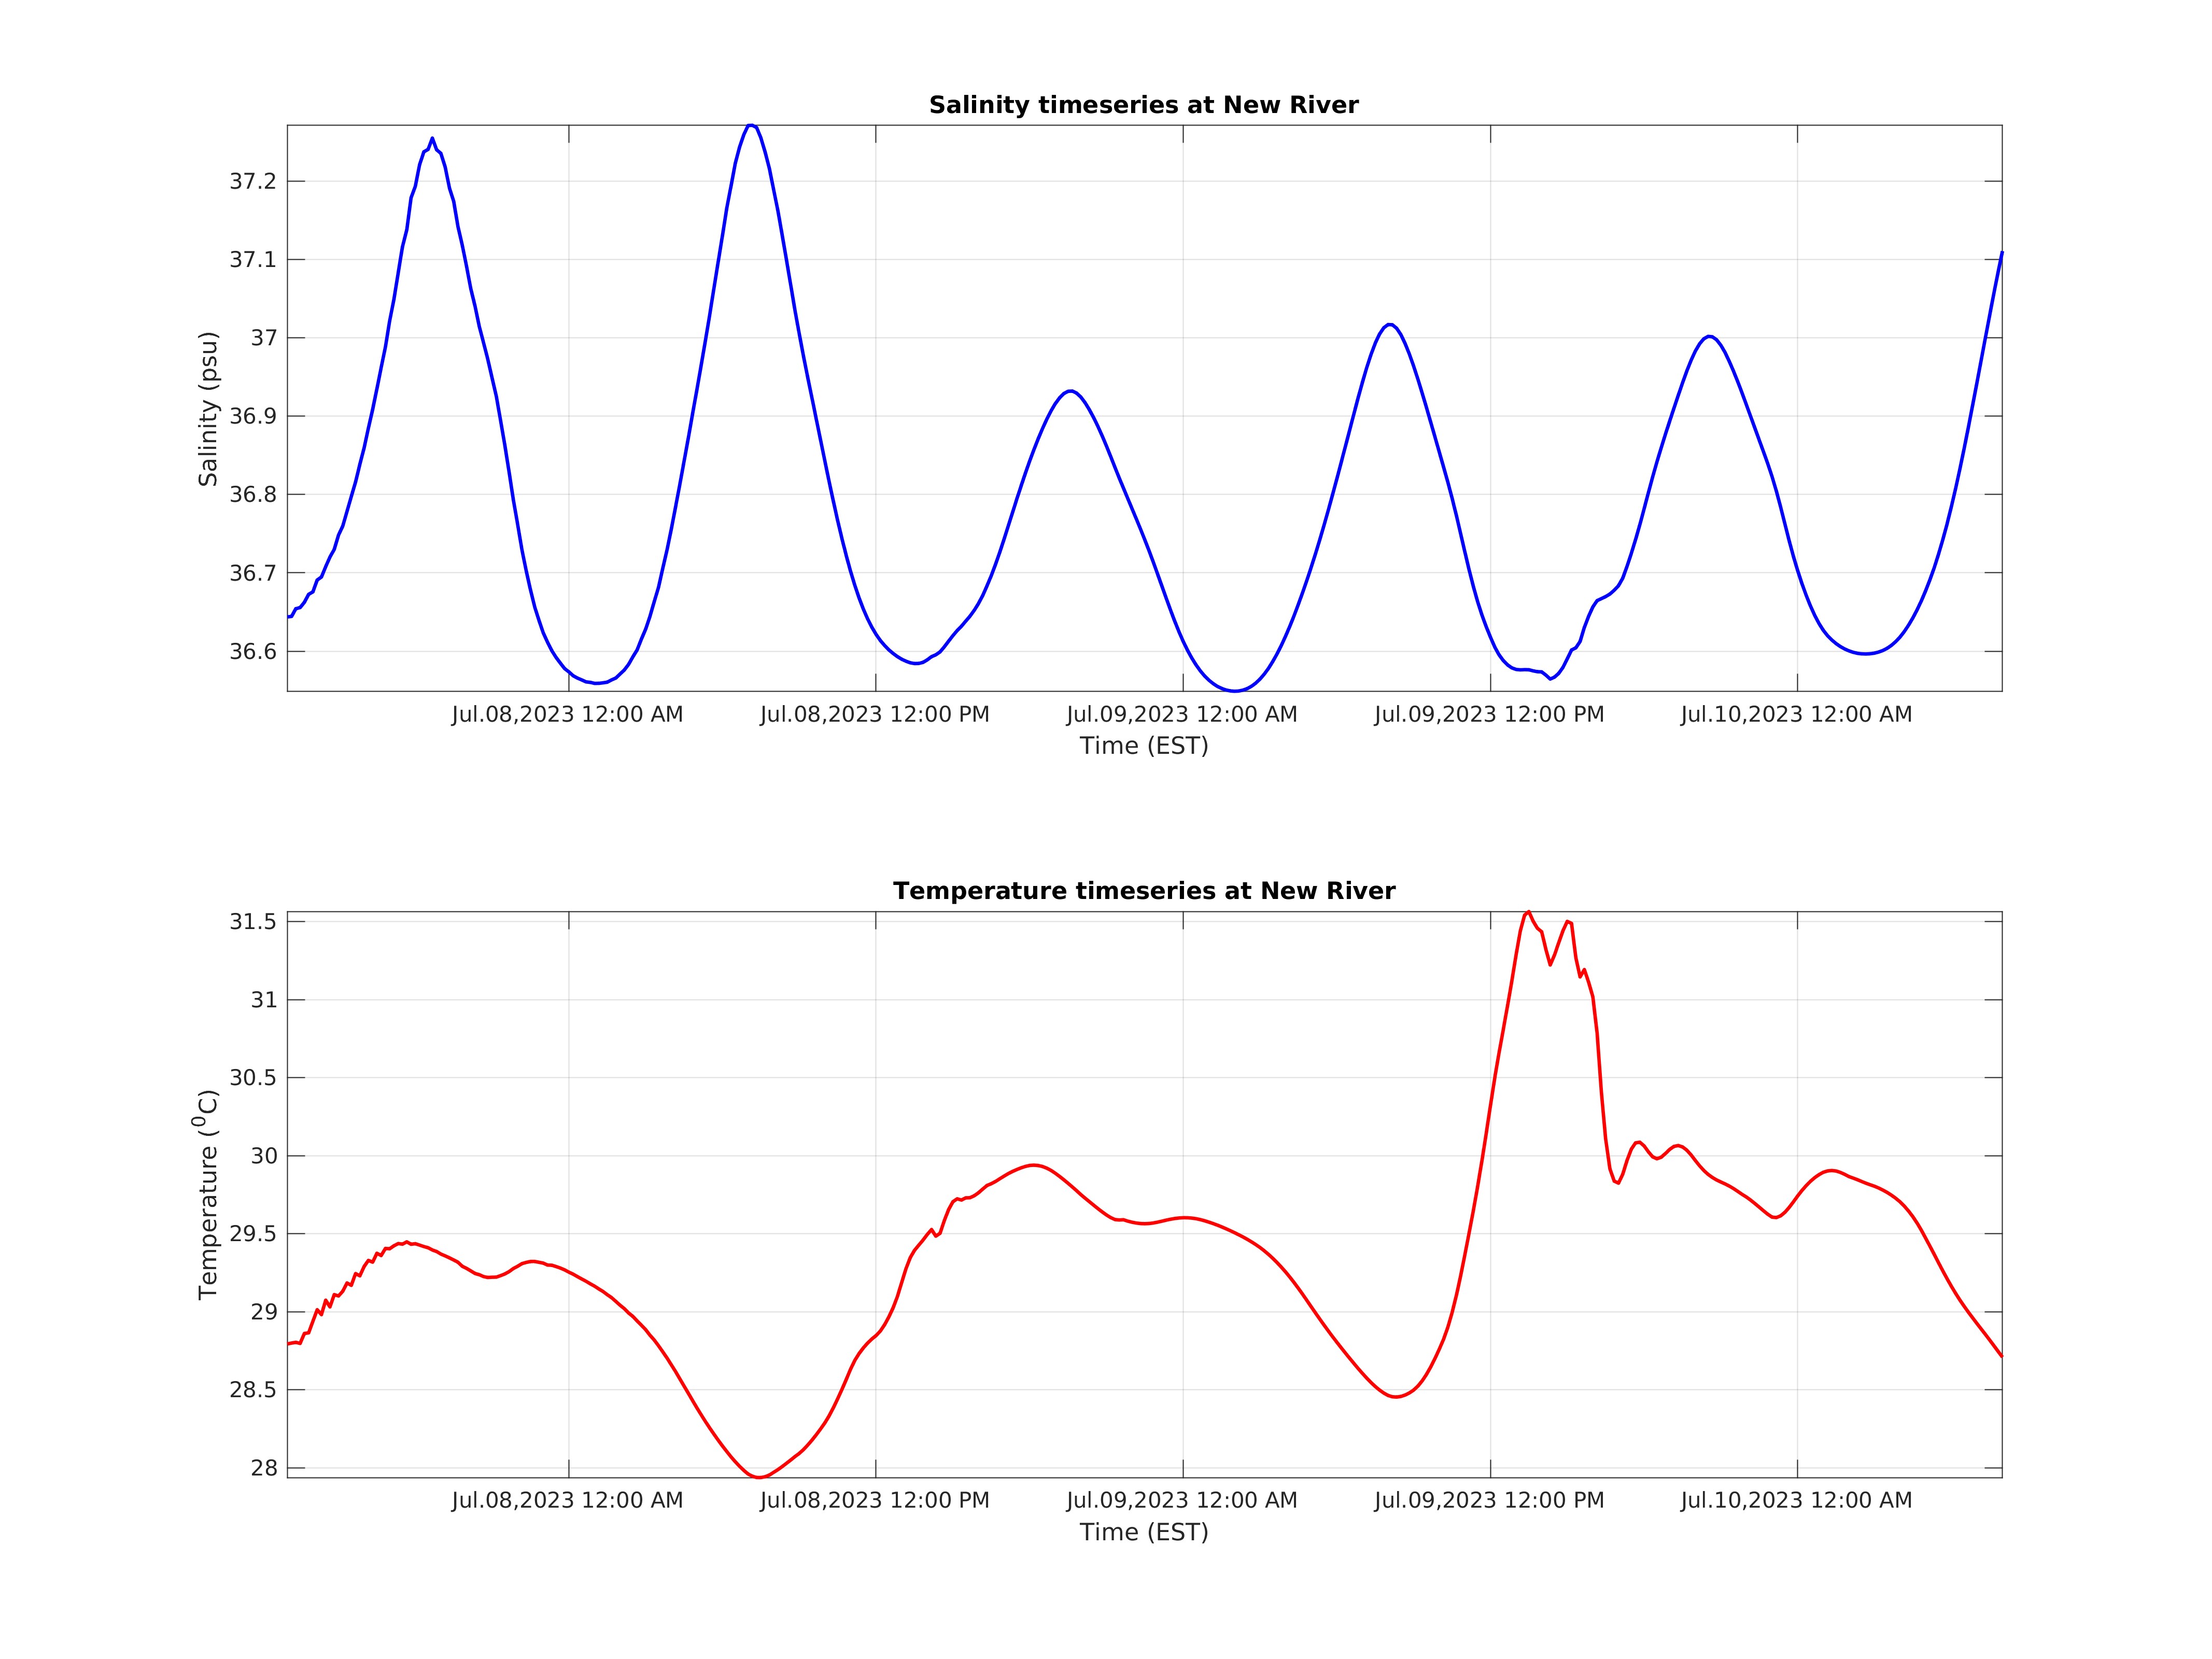 Salinity timeseries at New River
37.2
37.1
37
36.9
36.8
36.7
36.6
Salinity (psu)
Jul.08,2023 12:00 AM
Jul.08,2023 12:00 PM
Jul.09,2023 12:00 AM
Jul.09,2023 12:00 PM
Jul.10,2023 12:00 AM
Time (EST)
Temperature timeseries at New River
31.5
31
30.5
30
29.5
29
28.5
28
Temperature (⁰C)
Jul.08,2023 12:00 AM
Jul.08,2023 12:00 PM
Jul.09,2023 12:00 AM
Jul.09,2023 12:00 PM
Jul.10,2023 12:00 AM
Time (EST)